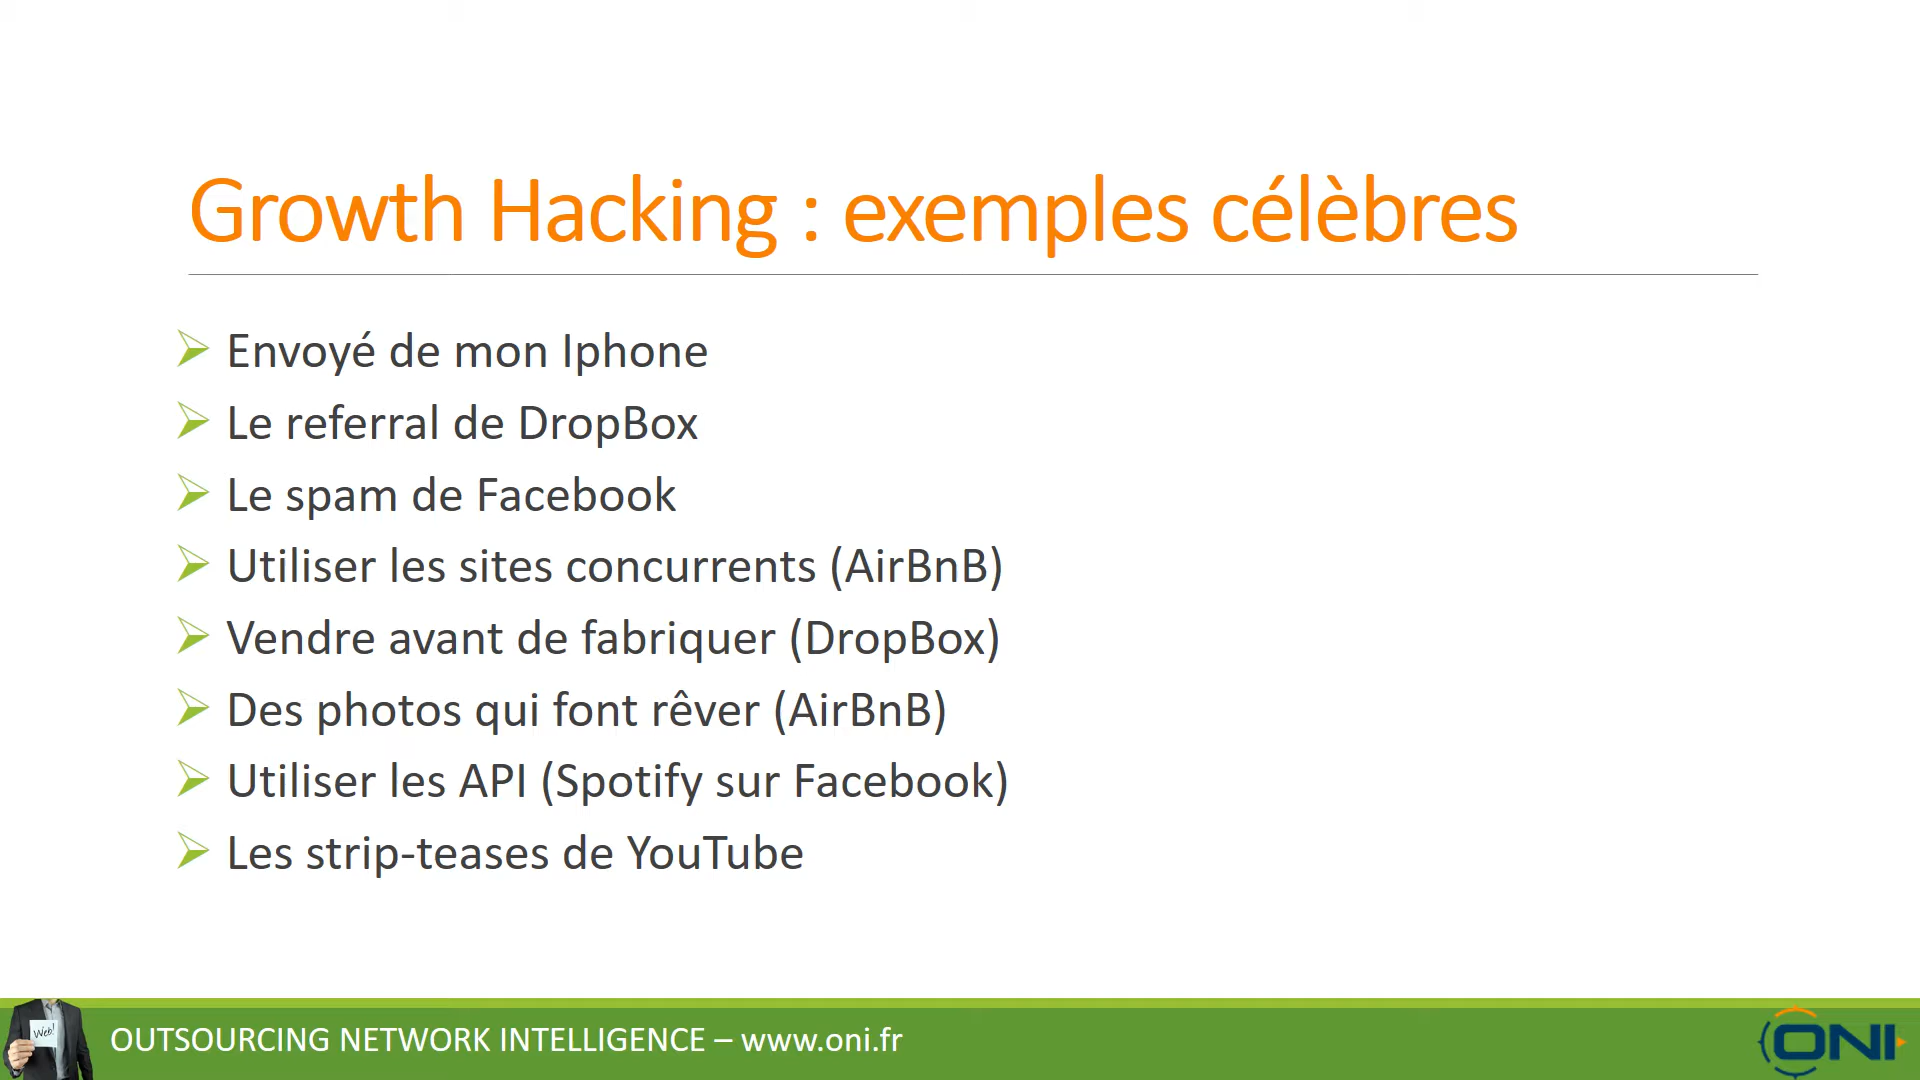 Growth Hacking : exemples célèbres
Envoyé de mon Iphone
Le referral de DropBox
Le spam de Facebook
Utiliser les sites concurrents (AirBnB)
Vendre avant de fabriquer (DropBox)
Des photos qui font rêver (AirBnB)
Utiliser les API (Spotify sur Facebook)
Les strip-teases de YouTube
Web!
OUTSOURCING NETWORK INTELLIGENCE – www.oni.fr
ONI